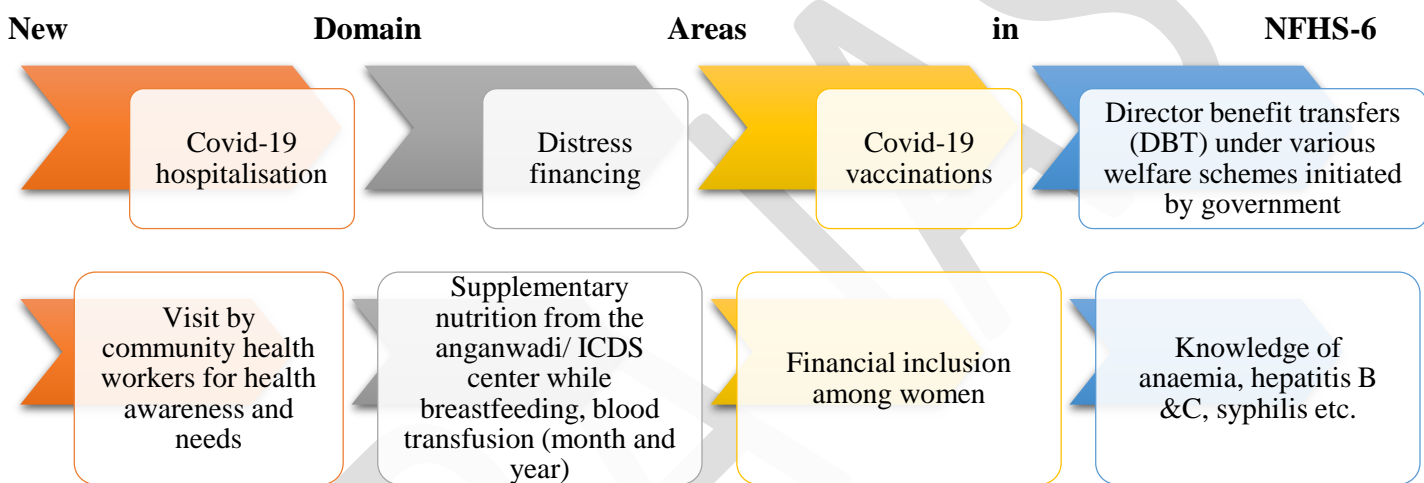 New Domain Areas in NFHS-6
Covid-19
hospitalisation
Distress
financing
Covid-19
vaccinations
Director benefit transfers
(DBT) under various
welfare schemes initiated
by government
Visit by
community health
workers for health
awareness and
needs
Supplementary
nutrition from the
anganwadi/ ICDS
center while
breastfeeding, blood
transfusion (month and
year)
Financial inclusion
among women
Knowledge of
anaemia, hepatitis B
&C, syphilis etc.